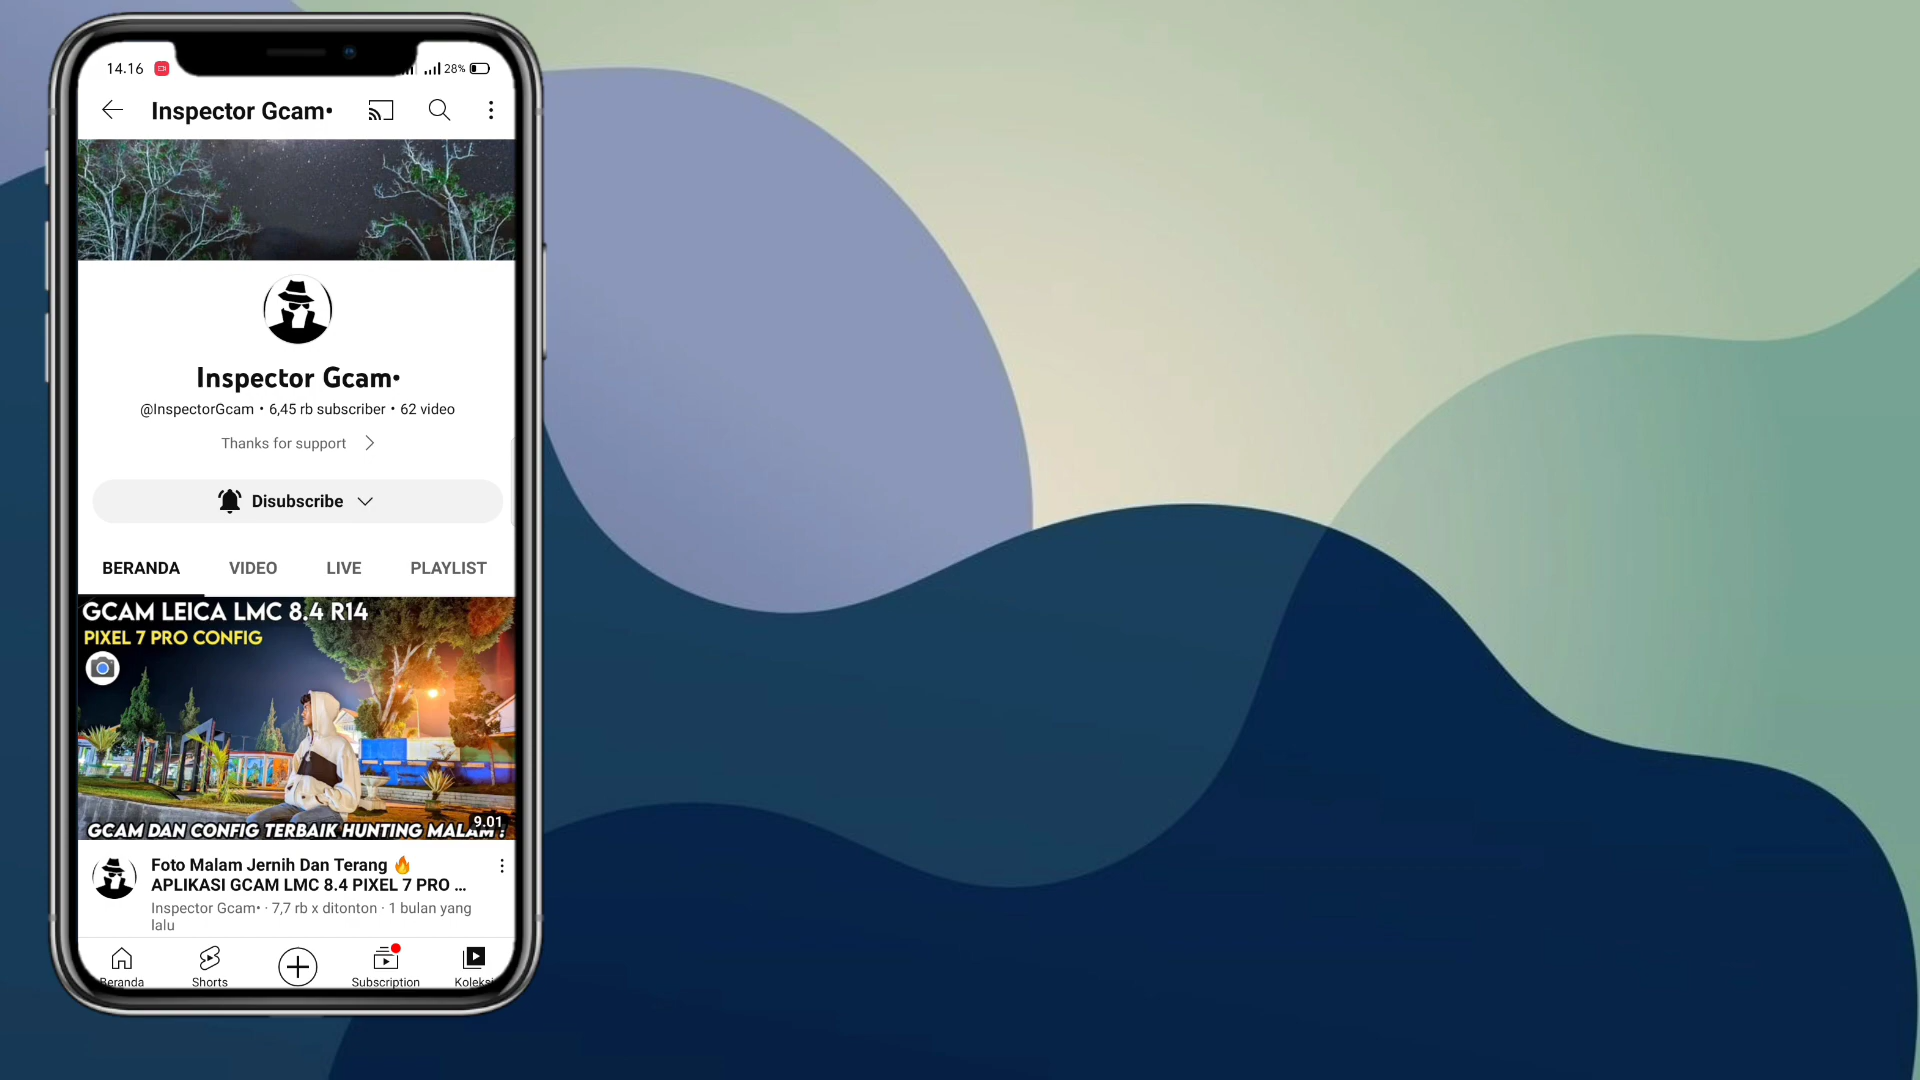 14.16
28%
Inspector Gcam•
Inspector Gcam•
@InspectorGcam • 6,45 rb subscriber • 62 video
Thanks for support
Disubscribe
BERANDA VIDEO LIVE PLAYLIST
GCAM LEICA LMC 8.4 R14
PIXEL 7 PRO CONFIG
9.01
GCAM DAN CONFIG TERBAIK HUNTING MALAM !
Foto Malam Jernih Dan Terang 🔥
APLIKASI GCAM LMC 8.4 PIXEL 7 PRO ...
Inspector Gcam• · 7,7 rb x ditonton · 1 bulan yang
lalu
Beranda Shorts Subscription Koleksi